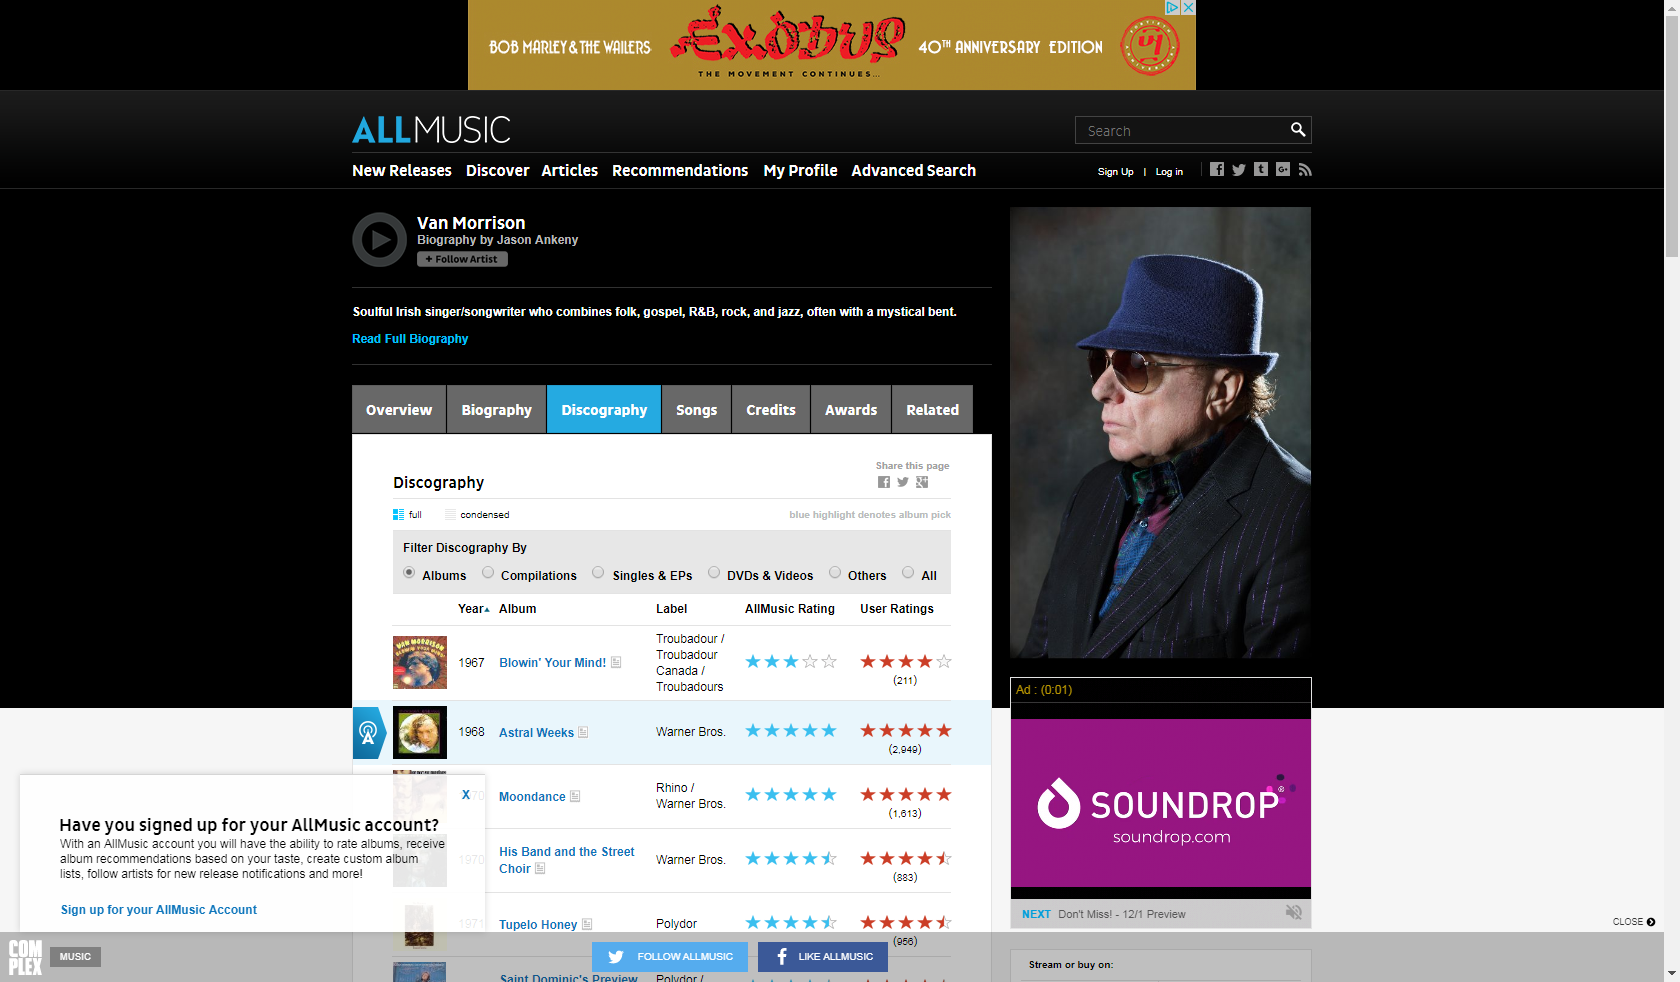 BOB MARLEY & THE WAILERS
Exodus
THE MOVEMENT CONTINUES...
40TH ANNIVERSARY EDITION
ALLMUSIC
Search
New Releases Discover Articles Recommendations My Profile Advanced Search
Sign Up | Log in
Van Morrison
Biography by Jason Ankeny
+ Follow Artist
Soulful Irish singer/songwriter who combines folk, gospel, R&B, rock, and jazz, often with a mystical bent.
Read Full Biography
Overview Biography Discography Songs Credits Awards Related
Share this page
Discography
full condensed blue highlight denotes album pick
Filter Discography By
Albums Compilations Singles & EPs DVDs & Videos Others All
Year Album Label AllMusic Rating User Ratings
VAN MORRISON
BLOWIN' YOUR MIND!
1967 Blowin' Your Mind! Troubadour /
Troubadour
Canada /
Troubadours
(211)
1968 Astral Weeks Warner Bros.
(2,949)
1970 Moondance Rhino /
Warner Bros.
(1,613)
1970 His Band and the Street
Choir Warner Bros.
(883)
1971 Tupelo Honey Polydor
(956)
Saint Dominic's Preview Polydor /
X
Have you signed up for your AllMusic account?
With an AllMusic account you will have the ability to rate albums, receive
album recommendations based on your taste, create custom album
lists, follow artists for new release notifications and more!
Sign up for your AllMusic Account
Ad : (0:01)
SOUNDROP®
soundrop.com
NEXT Don't Miss! - 12/1 Preview
CLOSE
Stream or buy on:
COMPLEX
MUSIC
FOLLOW ALLMUSIC
LIKE ALLMUSIC